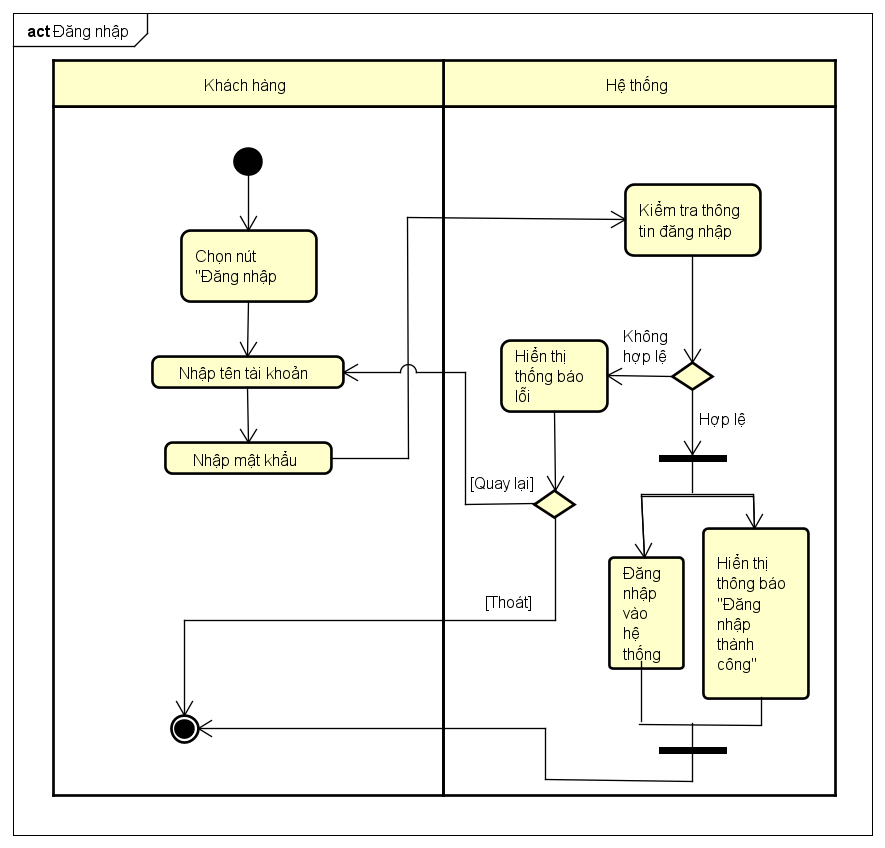 act Đăng nhập
Khách hàng
Hệ thống
Chọn nút
"Đăng nhập
Nhập tên tài khoản
Nhập mật khẩu
Kiểm tra thông
tin đăng nhập
Không
hợp lệ
Hiển thị
thống báo
lỗi
Hợp lệ
[Quay lại]
[Thoát]
Đăng
nhập
vào
hệ
thống
Hiển thị
thông báo
"Đăng
nhập
thành
công"